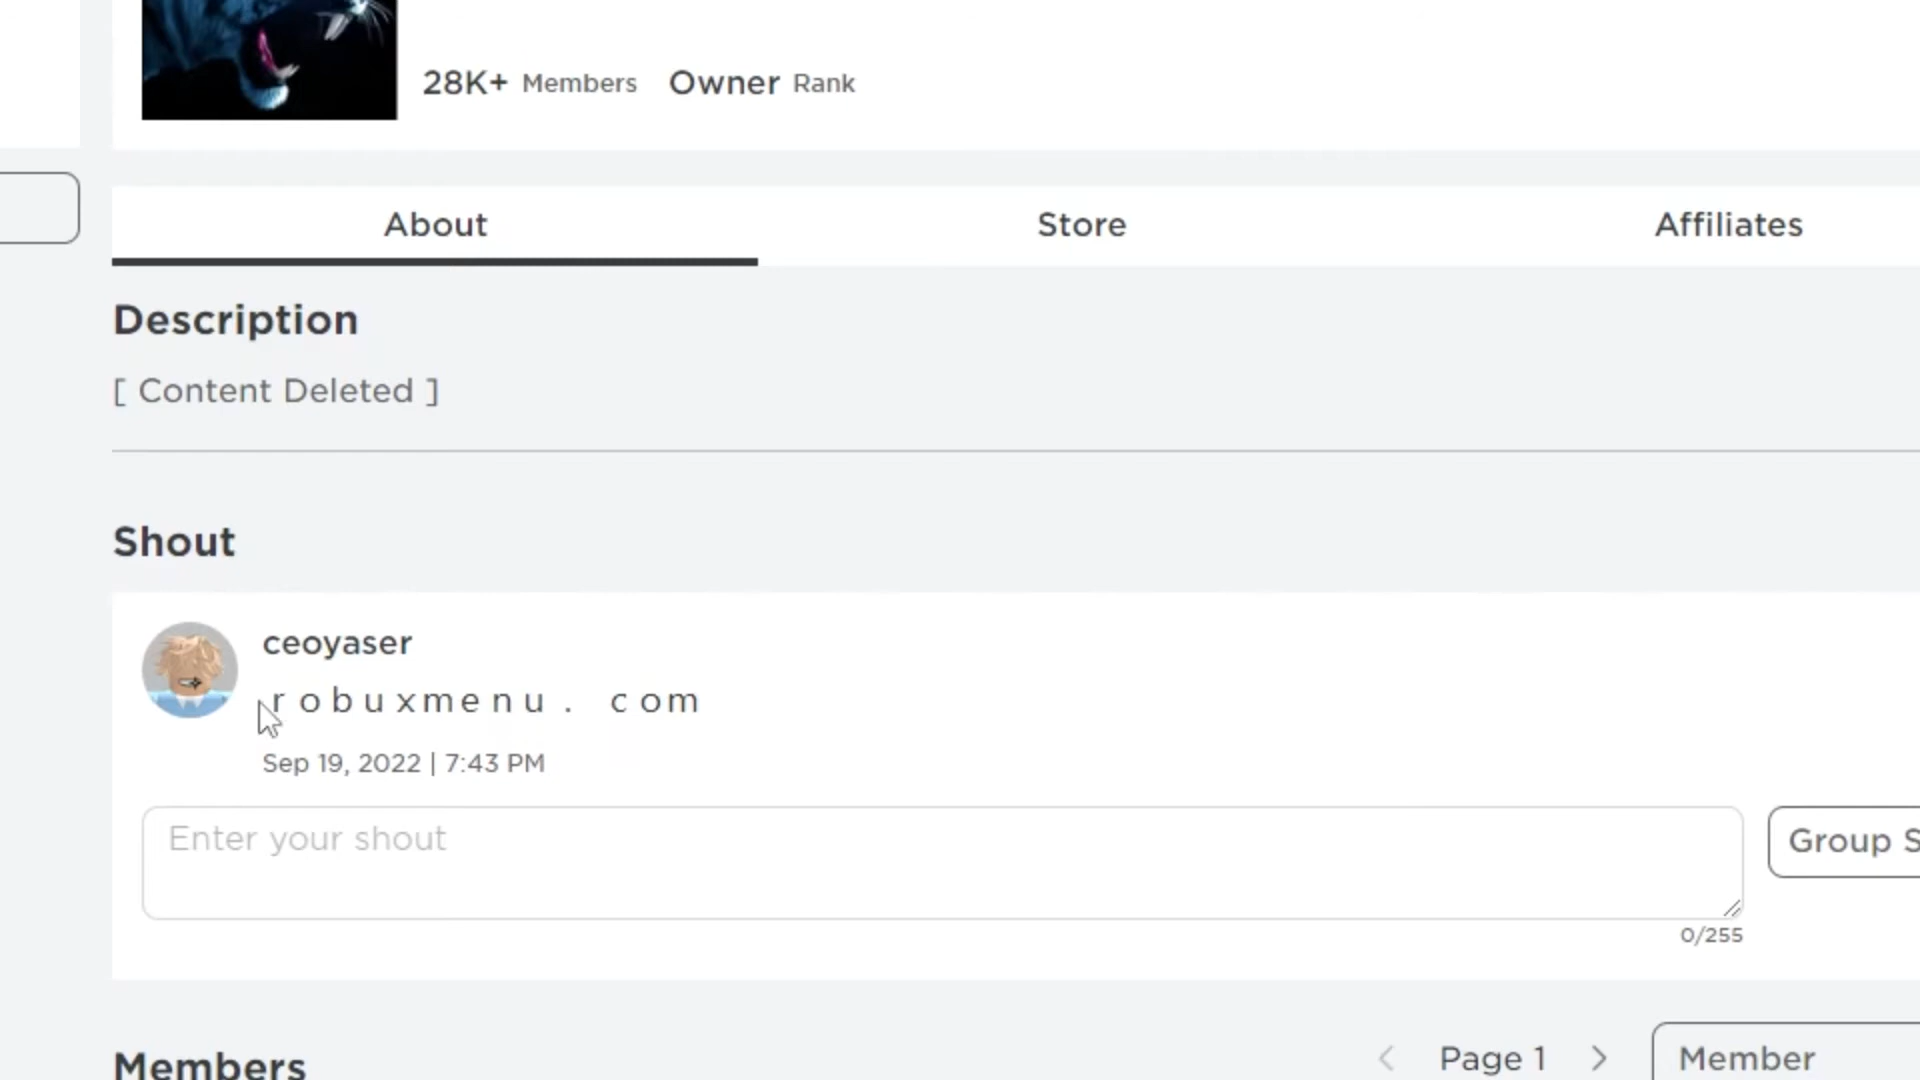 28K+ Members Owner Rank
About Store Affiliates
Description
[ Content Deleted ]
Shout
ceoyaser
r o b u x m e n u . c o m
Sep 19, 2022 | 7:43 PM
Enter your shout
Group S
0/255
Members
Page 1
Member